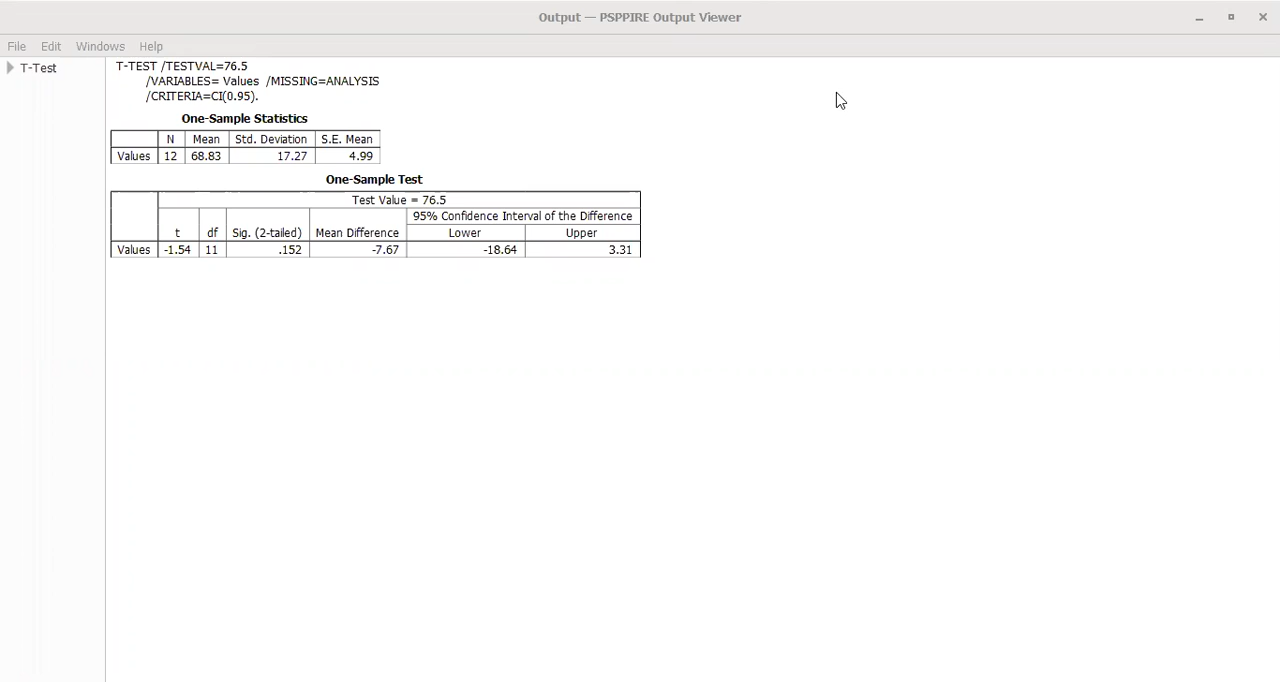 Output — PSPPIRE Output Viewer
File Edit Windows Help
T-Test
T-TEST /TESTVAL=76.5
/VARIABLES= Values /MISSING=ANALYSIS
/CRITERIA=CI(0.95).
One-Sample Statistics
N Mean Std. Deviation S.E. Mean
Values 12 68.83 17.27 4.99
One-Sample Test
Test Value = 76.5
95% Confidence Interval of the Difference
t df Sig. (2-tailed) Mean Difference Lower Upper
Values -1.54 11 .152 -7.67 -18.64 3.31